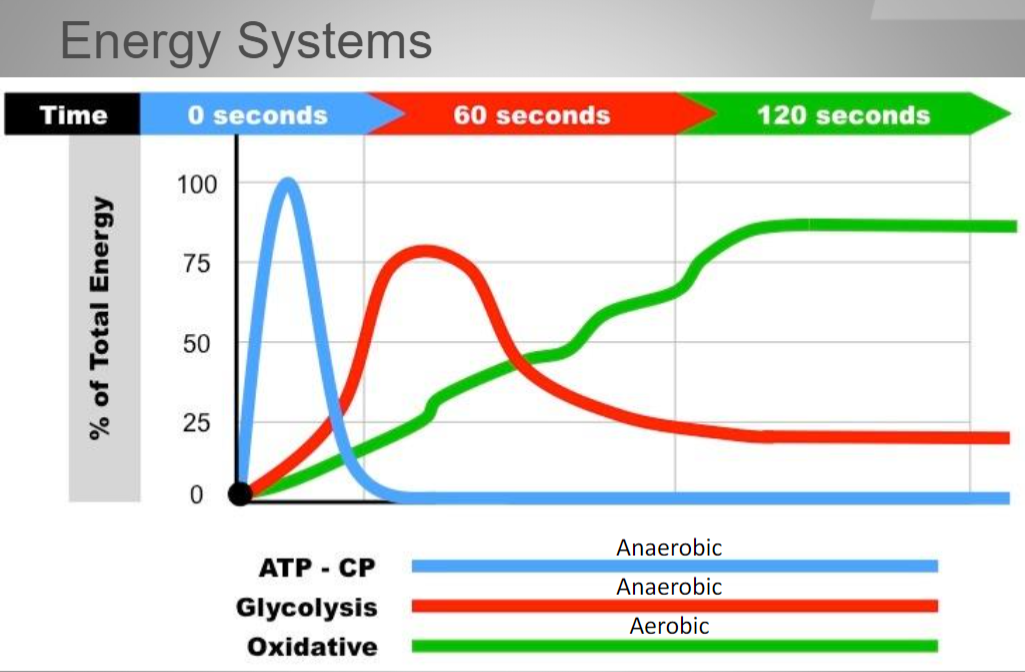 Energy Systems
Time 0 seconds 60 seconds 120 seconds
% of Total Energy
100
75
50
25
0
Anaerobic
ATP - CP
Anaerobic
Glycolysis
Aerobic
Oxidative